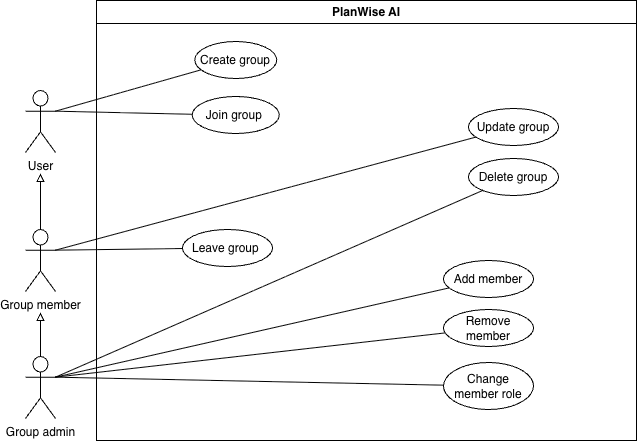 PlanWise AI
Create group
Join group
User
Update group
Delete group
Leave group
Group member
Add member
Remove
member
Change
member role
Group admin